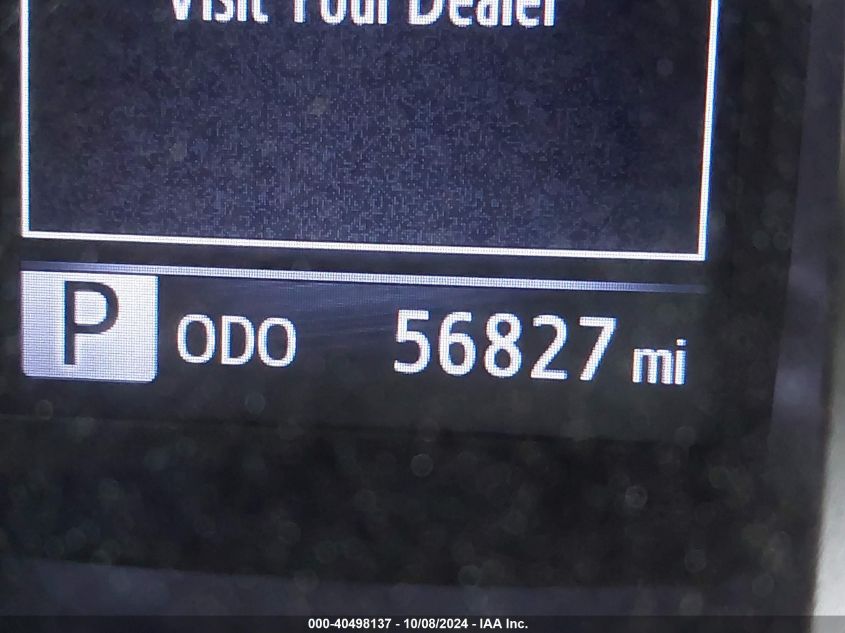 Visit Your Dealer
P ODO 56827 mi
000-40498137 - 10/08/2024 - IAA Inc.